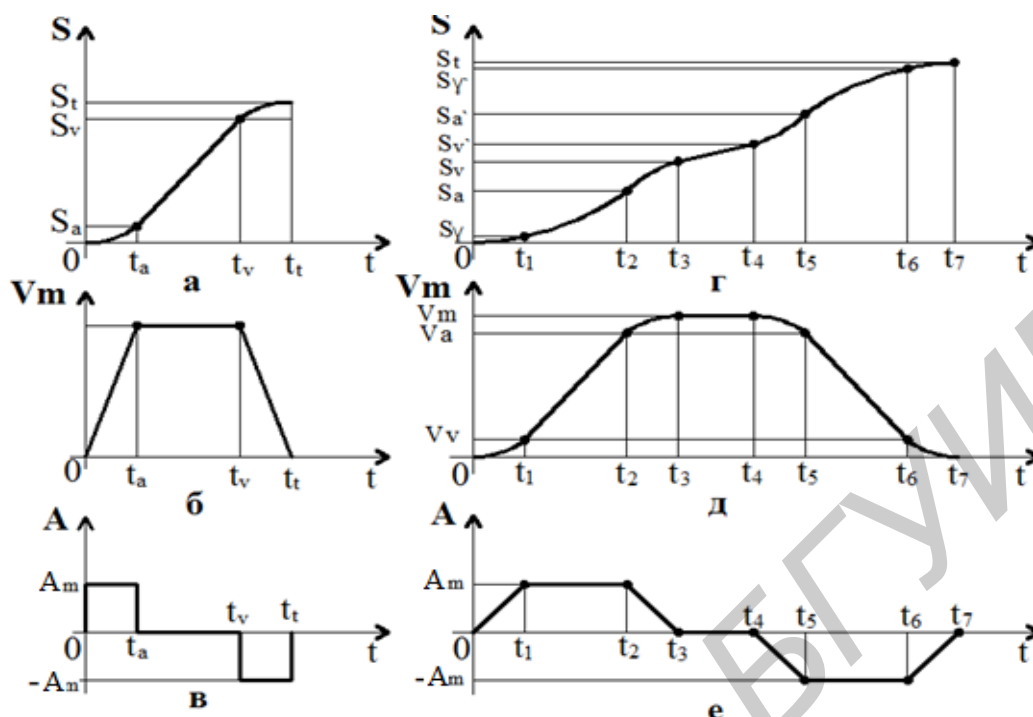 S
St
Sv
Sa
0
ta
tv
tt
t
а
S
St
Sγ`
Sa`
Sv`
Sv
Sa
Sγ
0
t1
t2
t3
t4
t5
t6
t7
t
г
Vm
0
ta
tv
tt
t
б
Vm
Vm
Va
Vv
0
t1
t2
t3
t4
t5
t6
t7
t
д
A
Am
0
-Am
ta
tv
tt
t
в
A
Am
0
-Am
t1
t2
t3
t4
t5
t6
t7
t
е
БГУИ